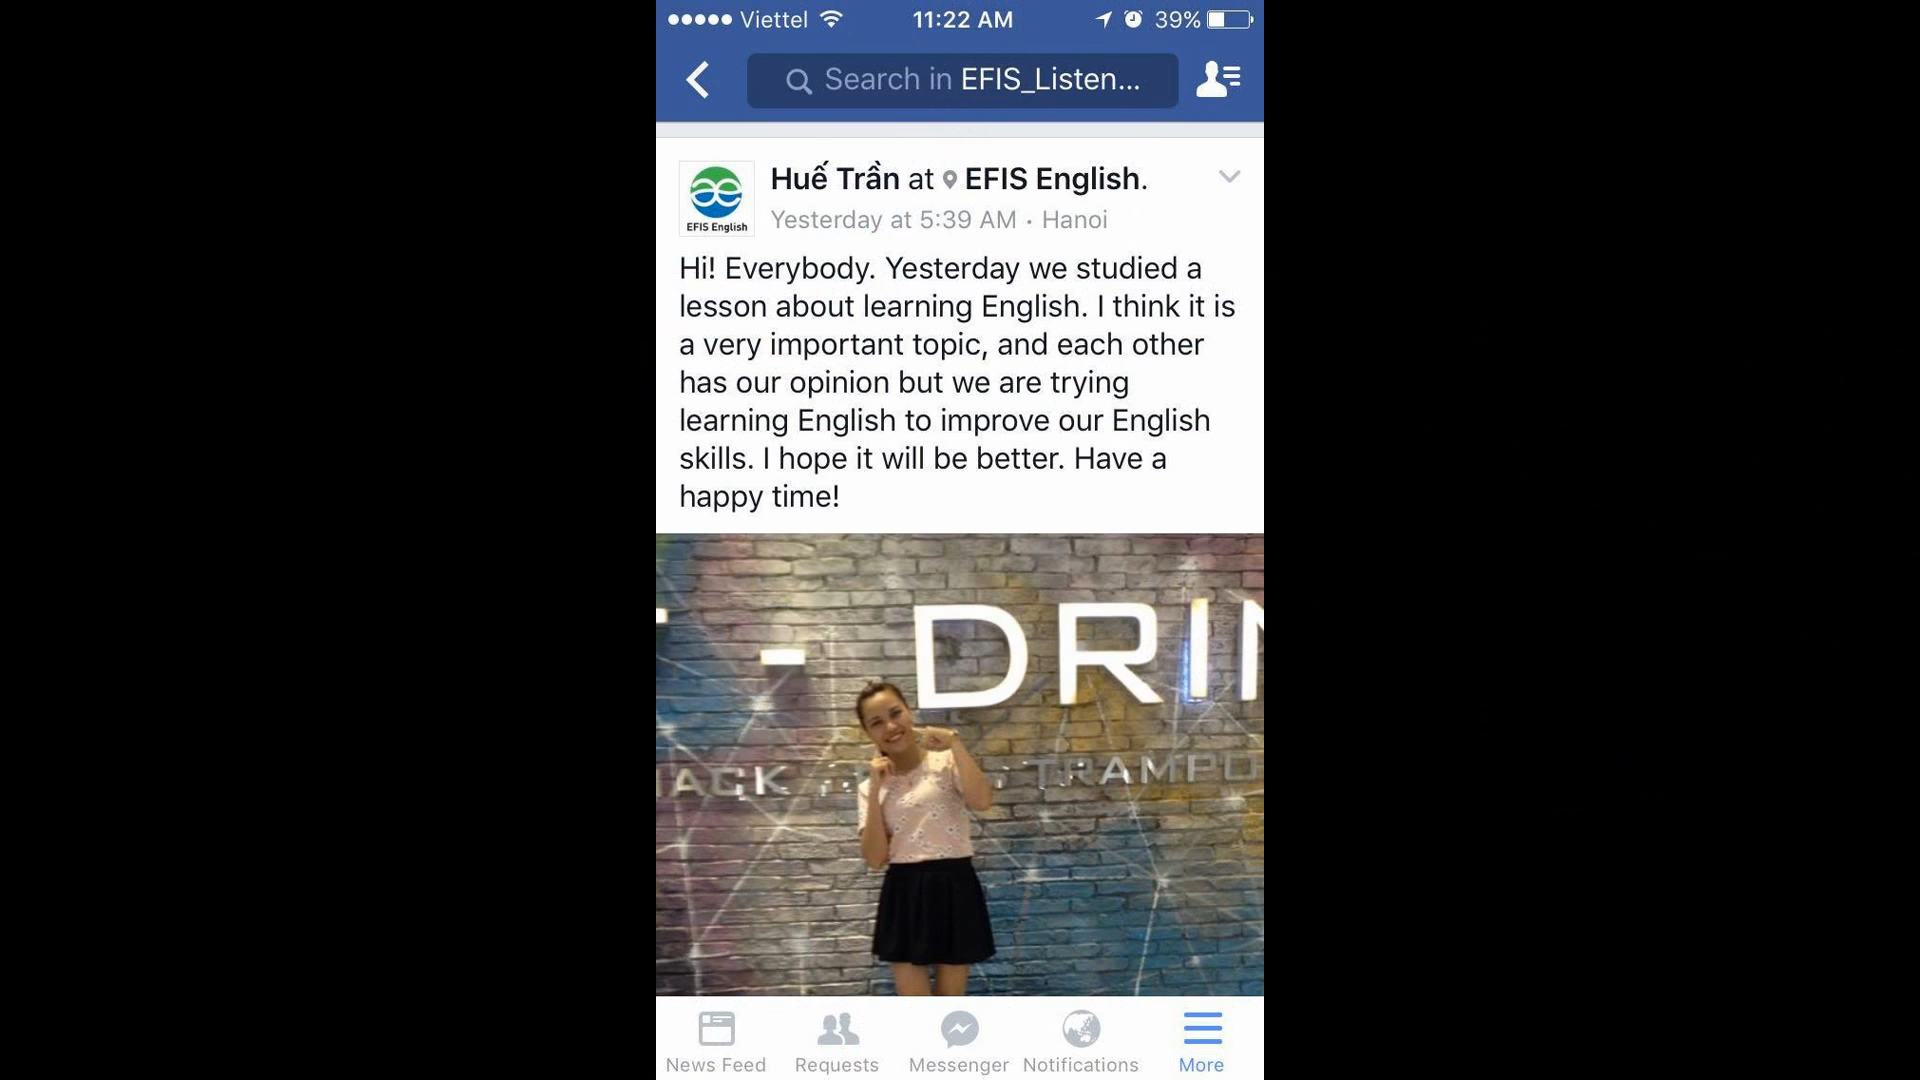 Viettel 11:22 AM 39%
Search in EFIS_Listen...
Huế Trần at EFIS English.
EFIS English
Yesterday at 5:39 AM · Hanoi
Hi! Everybody. Yesterday we studied a
lesson about learning English. I think it is
a very important topic, and each other
has our opinion but we are trying
learning English to improve our English
skills. I hope it will be better. Have a
happy time!
- DRIN
ACK TRAMPO
News Feed Requests Messenger Notifications More